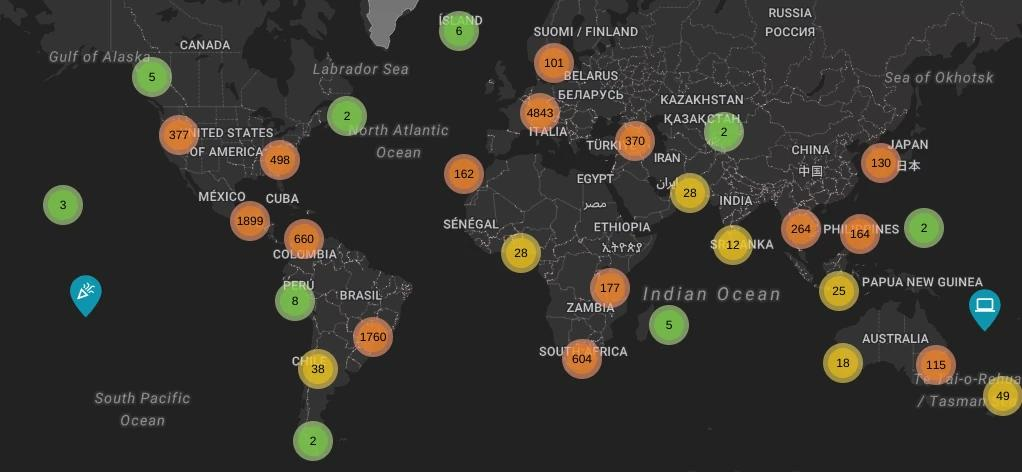 ÍSLAND
6
RUSSIA
РОССИЯ
SUOMI / FINLAND
CANADA
Gulf of Alaska
5
Labrador Sea
101
BELARUS
БЕЛАРУСЬ
Sea of Okhotsk
2
North Atlantic
Ocean
4843
ITALIA
KAZAKHSTAN
ҚАЗАҚСТАН
2
377
UNITED STATES
OF AMERICA
498
TÜRKI
370
IRAN
ایران
CHINA
中国
130
JAPAN
日本
162
EGYPT
مصر
28
INDIA
3
MÉXICO
CUBA
1899
660
COLOMBIA
SÉNÉGAL
28
ETHIOPIA
ኢትዮጵያ
12
SRI LANKA
264
PHILIPPINES
164
2
PERÚ
8
BRASIL
177
ZAMBIA
Indian Ocean
25
PAPUA NEW GUINEA
5
1760
CHILE
38
604
SOUTH AFRICA
AUSTRALIA
18
115
Te Tai-o-Rehua
/ Tasman
49
South Pacific
Ocean
2